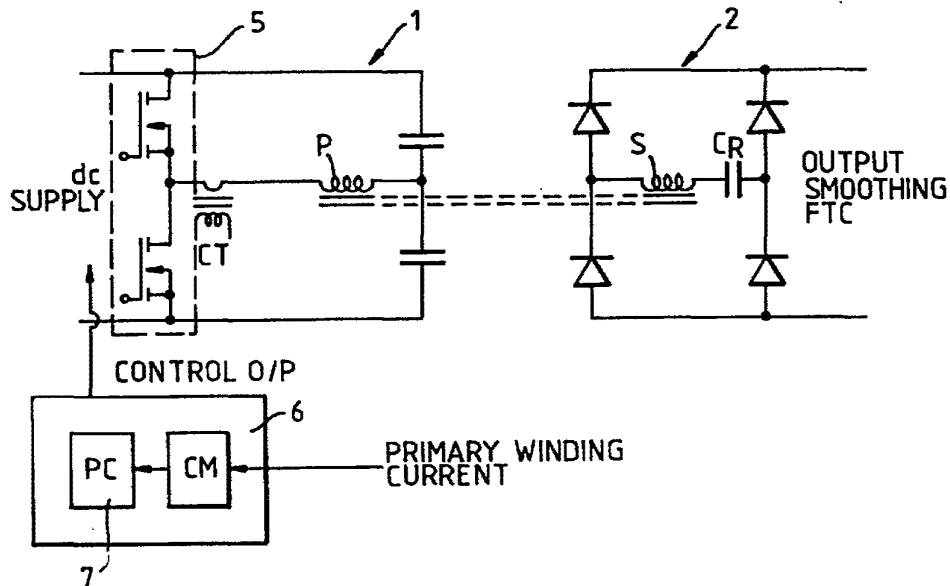 5
1
2
P
S
CR
dc
SUPPLY
CT
OUTPUT
SMOOTHING
FTC
CONTROL O/P
6
PC
CM
PRIMARY WINDING
CURRENT
7